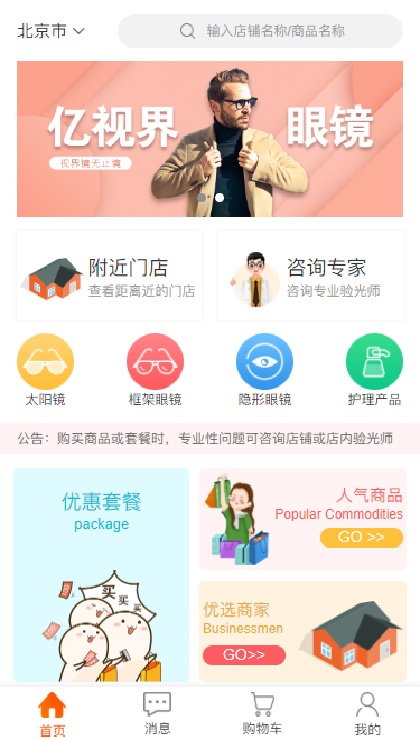 北京市
输入店铺名称/商品名称
亿视界 眼镜
视界镜无止境
附近门店
查看距离近的门店
咨询专家
咨询专业验光师
太阳镜
框架眼镜
隐形眼镜
护理产品
公告：购买商品或套餐时，专业性问题可咨询店铺或店内验光师
优惠套餐
package
买买买
人气商品
Popular Commodities
GO >>
优选商家
Businessmen
GO>>
首页
消息
购物车
我的